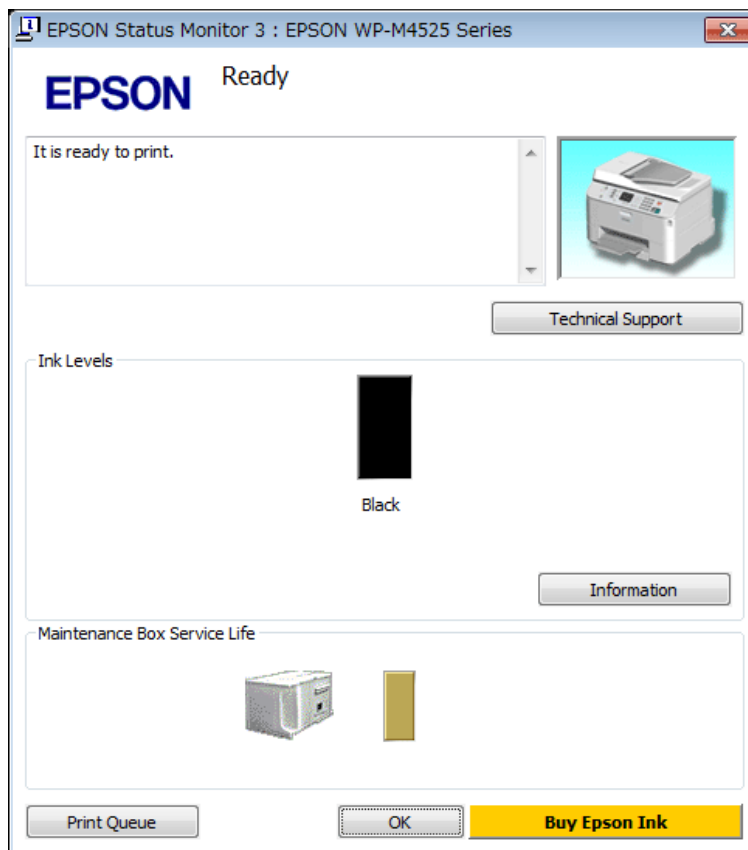 EPSON Status Monitor 3 : EPSON WP-M4525 Series
EPSON
Ready
It is ready to print.
Technical Support
Ink Levels
Black
Information
Maintenance Box Service Life
Print Queue
OK
Buy Epson Ink